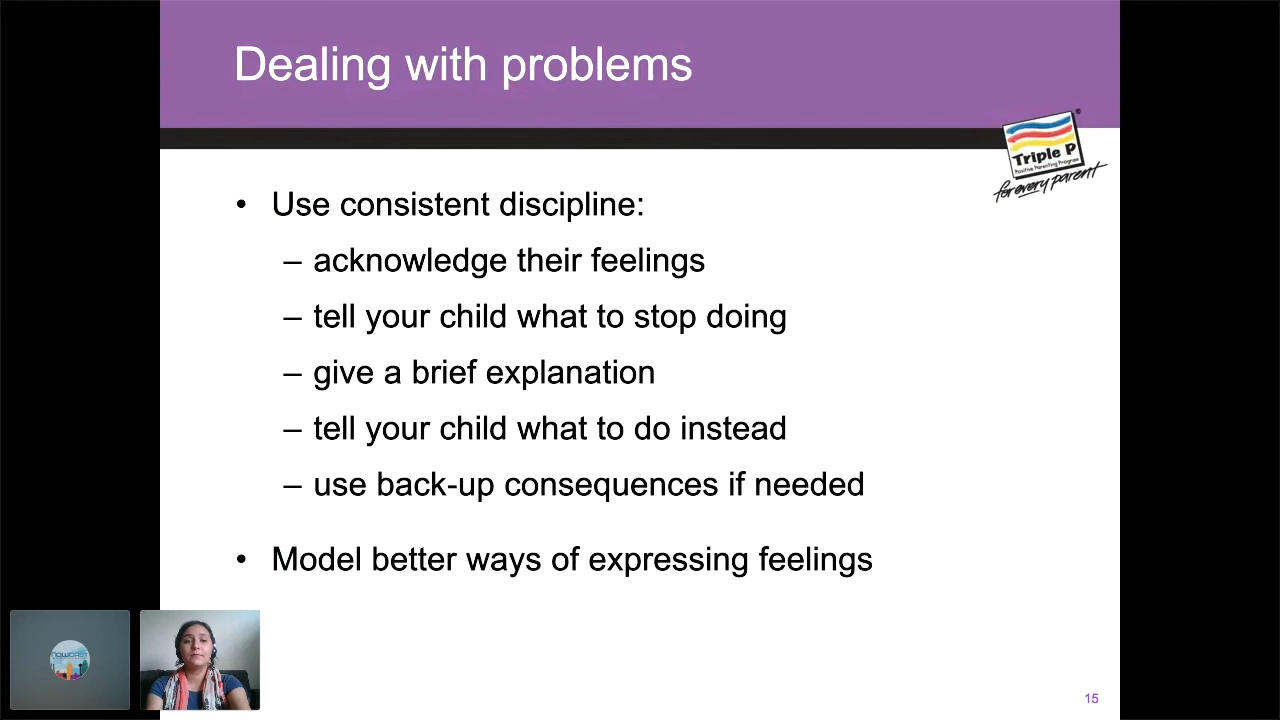 Dealing with problems
Triple P
Positive Parenting Program
for every parent
• Use consistent discipline:
– acknowledge their feelings
– tell your child what to stop doing
– give a brief explanation
– tell your child what to do instead
– use back-up consequences if needed
• Model better ways of expressing feelings
NOWCAST
15